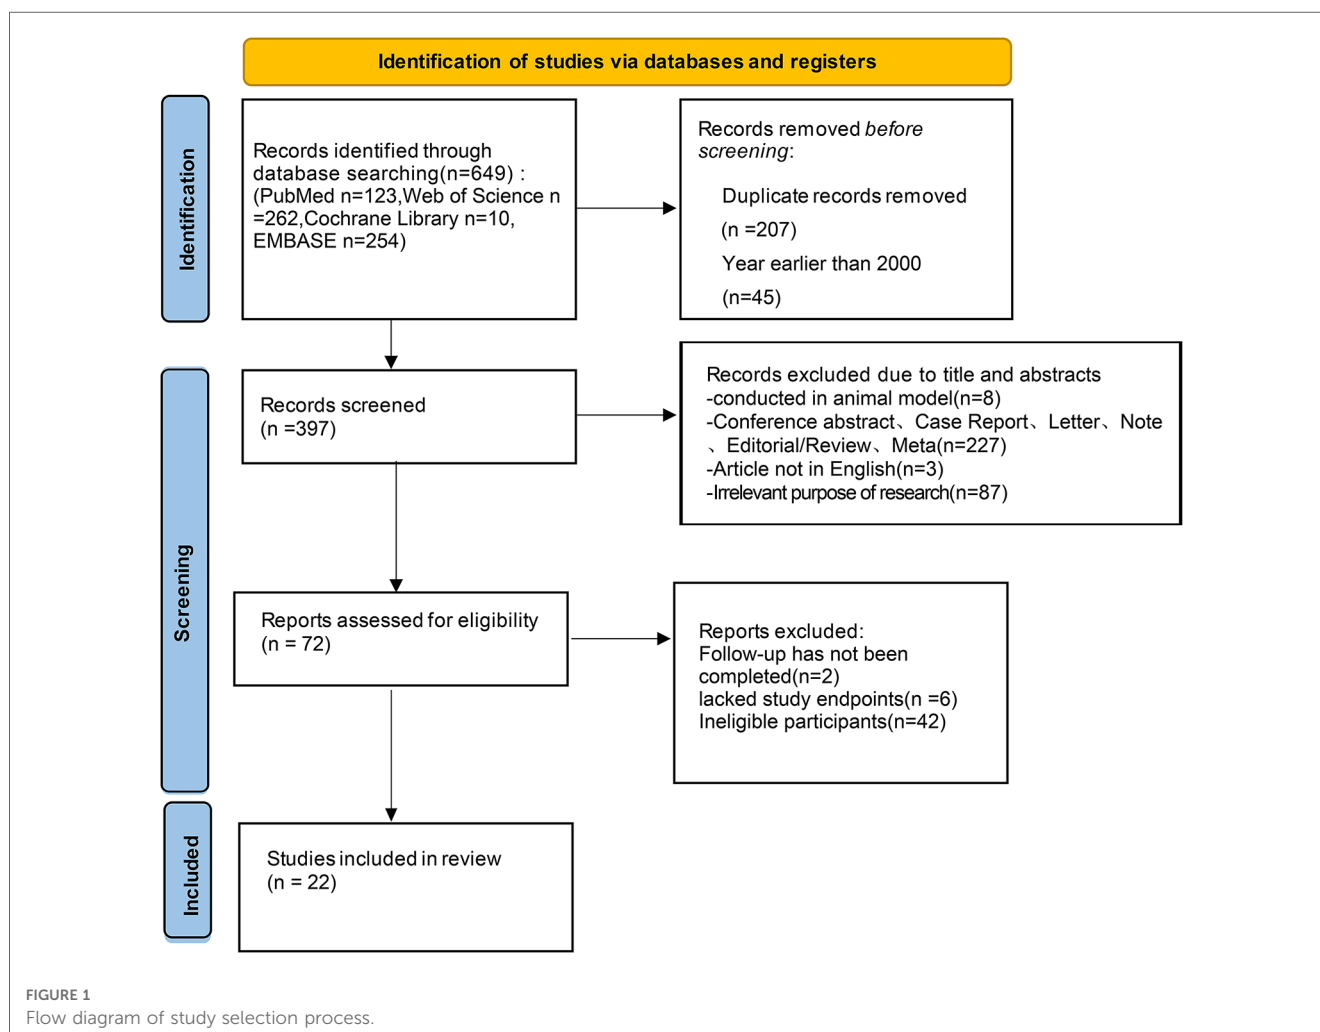 Identification of studies via databases and registers
Identification
Records identified through
database searching(n=649) :
(PubMed n=123,Web of Science n
=262,Cochrane Library n=10,
EMBASE n=254)
Records removed before
screening:
Duplicate records removed
(n =207)
Year earlier than 2000
(n=45)
Screening
Records screened
(n =397)
Records excluded due to title and abstracts
-conducted in animal model(n=8)
-Conference abstract、Case Report、Letter、Note
、Editorial/Review、Meta(n=227)
-Article not in English(n=3)
-Irrelevant purpose of research(n=87)
Reports assessed for eligibility
(n = 72)
Reports excluded:
Follow-up has not been
completed(n=2)
lacked study endpoints(n =6)
Ineligible participants(n=42)
Included
Studies included in review
(n = 22)
FIGURE 1
Flow diagram of study selection process.